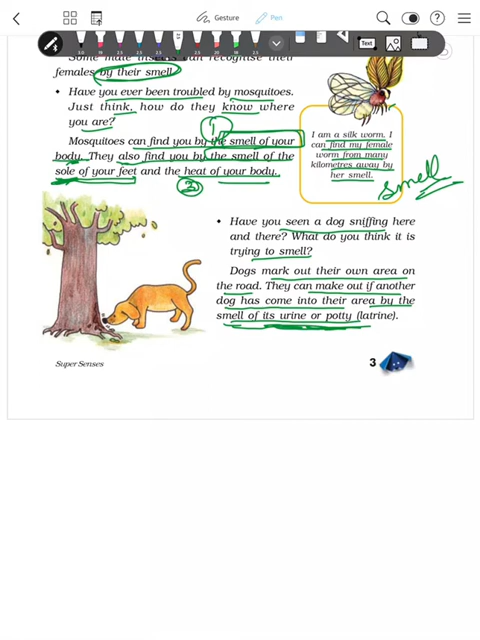 Gesture
Pen
Text
Some male insects can recognise their
females by their smell.
• Have you ever been troubled by mosquitoes.
Just think, how do they know where
you are?
Mosquitoes can find you by the smell of your
body. They also find you by the smell of the
sole of your feet and the heat of your body.
1
2
I am a silk worm. I
can find my female
worm from many
kilometres away by
her smell.
smell
• Have you seen a dog sniffing here
and there? What do you think it is
trying to smell?
Dogs mark out their own area on
the road. They can make out if another
dog has come into their area by the
smell of its urine or potty (latrine).
Super Senses
3